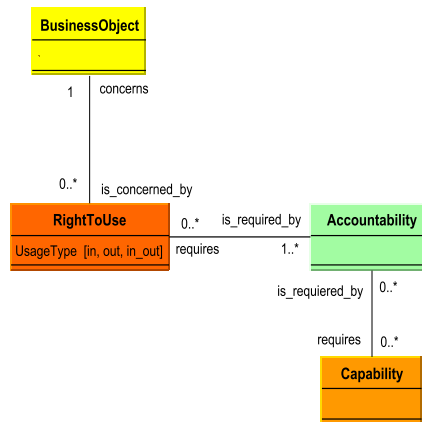 BusinessObject
1
concerns
0..*
is_concerned_by
RightToUse
UsageType [in, out, in_out]
0..*
is_required_by
requires
1..*
Accountability
is_requiered_by
0..*
requires
0..*
Capability